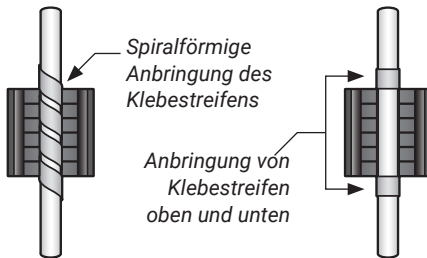 Spiralförmige
Anbringung des
Klebestreifens
Anbringung von
Klebestreifen
oben und unten